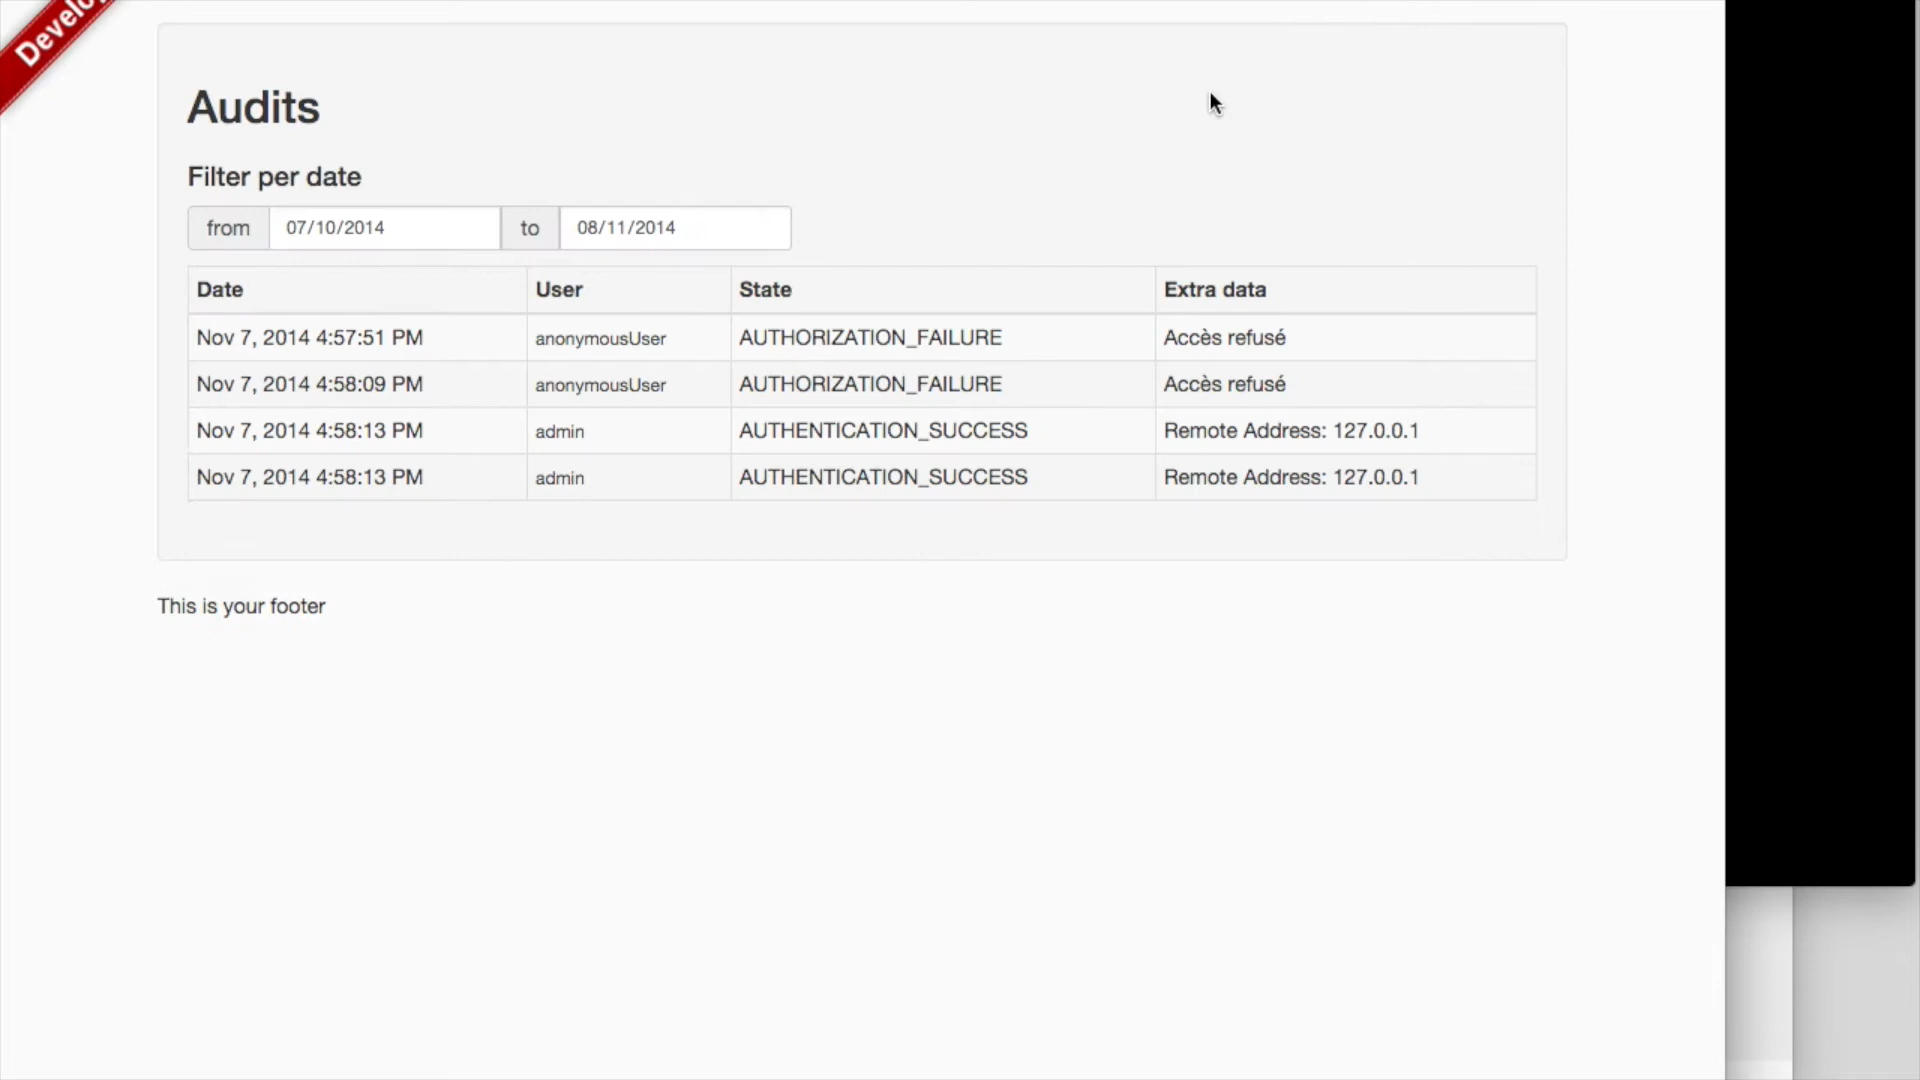 Audits
Filter per date
from 07/10/2014 to 08/11/2014
Date User State Extra data
Nov 7, 2014 4:57:51 PM anonymousUser AUTHORIZATION_FAILURE Accès refusé
Nov 7, 2014 4:58:09 PM anonymousUser AUTHORIZATION_FAILURE Accès refusé
Nov 7, 2014 4:58:13 PM admin AUTHENTICATION_SUCCESS Remote Address: 127.0.0.1
Nov 7, 2014 4:58:13 PM admin AUTHENTICATION_SUCCESS Remote Address: 127.0.0.1
This is your footer